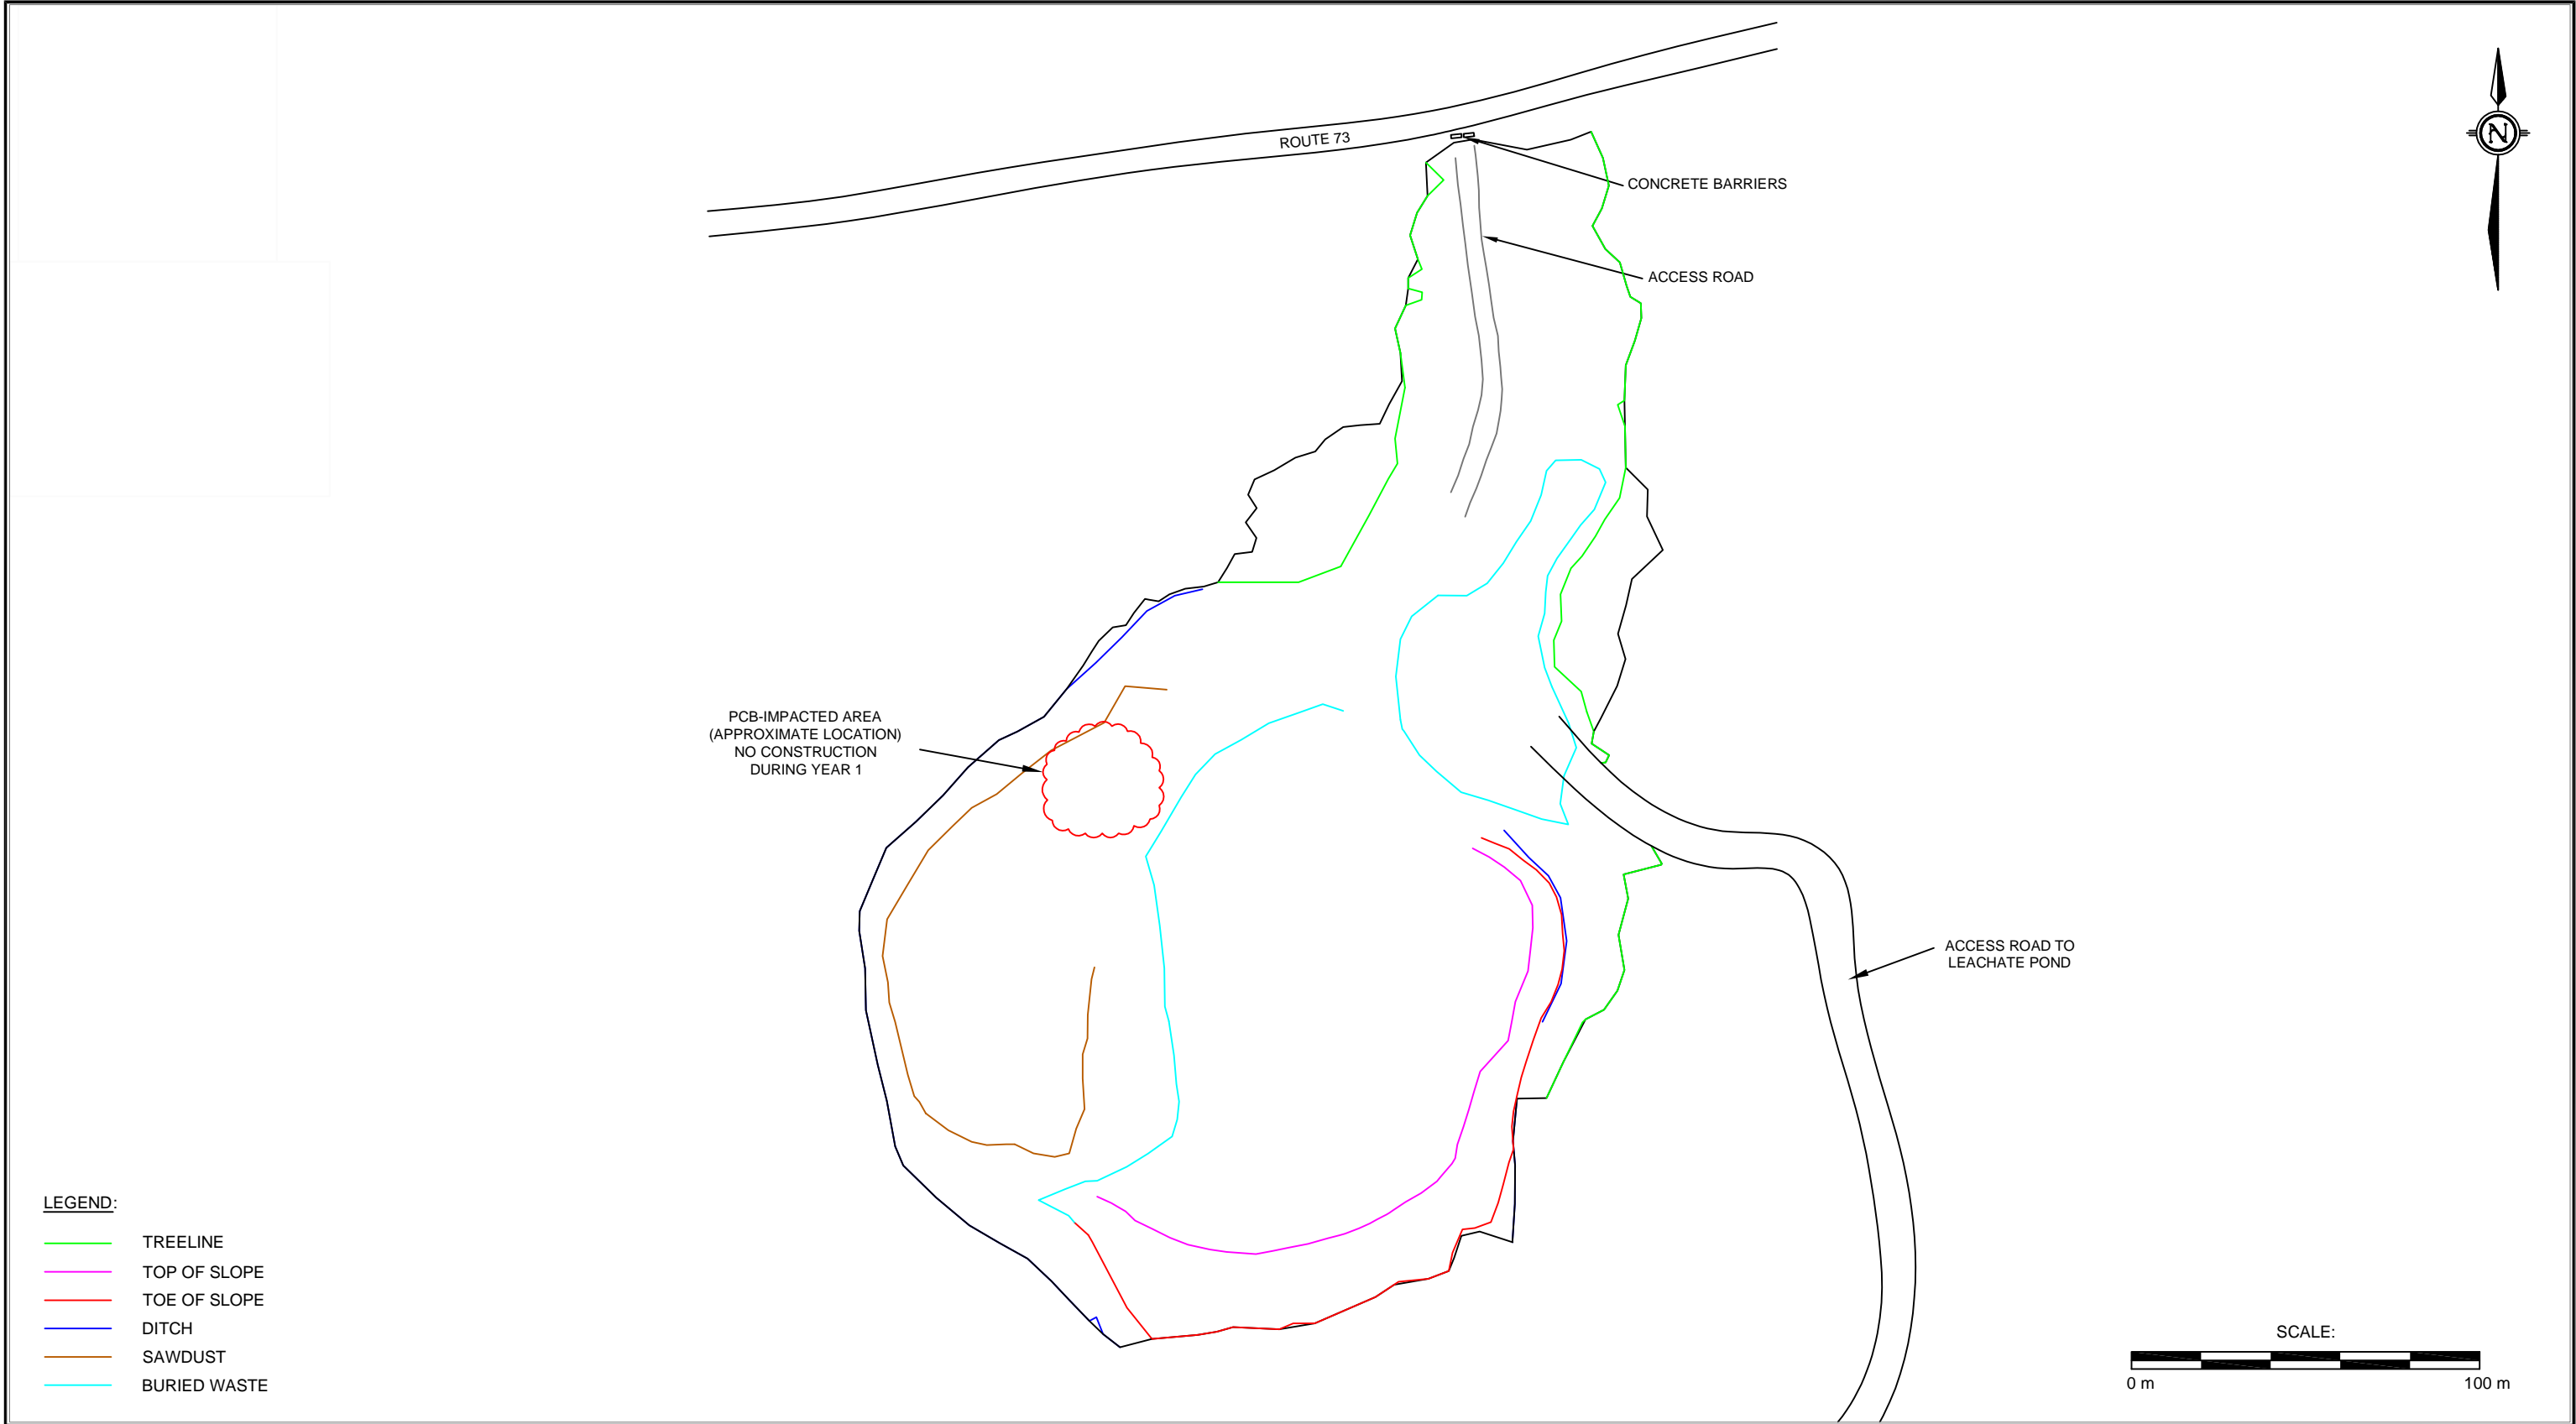 ROUTE 73
N
CONCRETE BARRIERS
ACCESS ROAD
PCB-IMPACTED AREA
(APPROXIMATE LOCATION)
NO CONSTRUCTION
DURING YEAR 1
ACCESS ROAD TO
LEACHATE POND
LEGEND:
TREELINE
TOP OF SLOPE
TOE OF SLOPE
DITCH
SAWDUST
BURIED WASTE
SCALE:
0 m 100 m